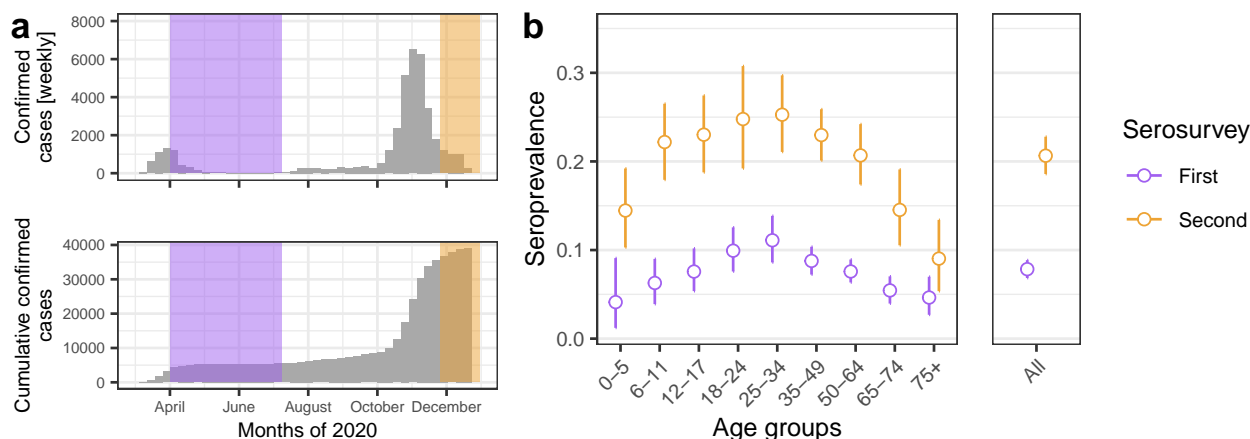 a
8000
6000
4000
2000
0
Confirmed
cases [weekly]
40000
30000
20000
10000
0
Cumulative confirmed
cases
April
June
August
October
December
Months of 2020
b
Seroprevalence
0.3
0.2
0.1
0.0
0–5
6–11
12–17
18–24
25–34
35–49
50–64
65–74
75+
All
Age groups
Serosurvey
First
Second